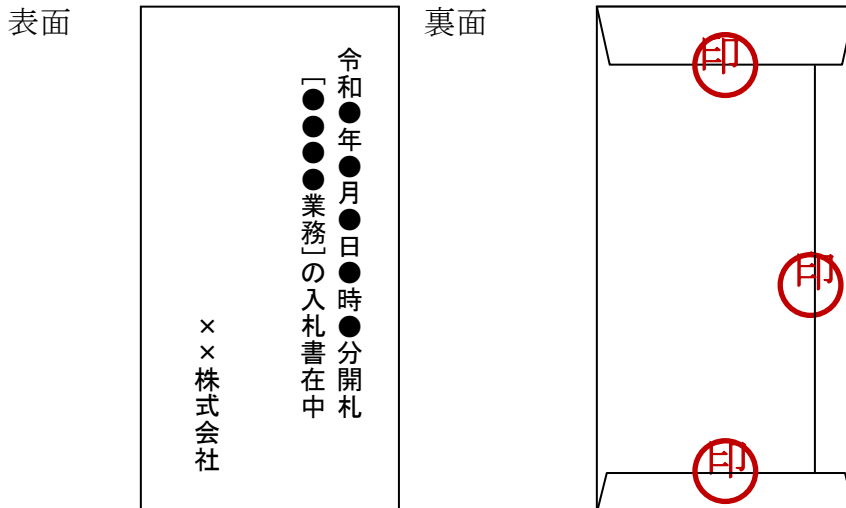 表面
令和●年●月●日●時●分開札
［●●●●業務］の入札書在中
××株式会社
裏面
印
印
印